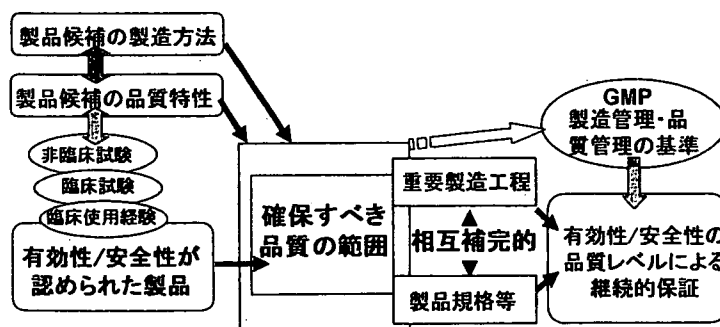 製品候補の製造方法
製品候補の品質特性
非臨床試験
臨床試験
臨床使用経験
有効性/安全性が
認められた製品
確保すべき
品質の範囲
重要製造工程
相互補完的
製品規格等
GMP
製造管理・品
質管理の基準
有効性/安全性の
品質レベルによる
継続的保証